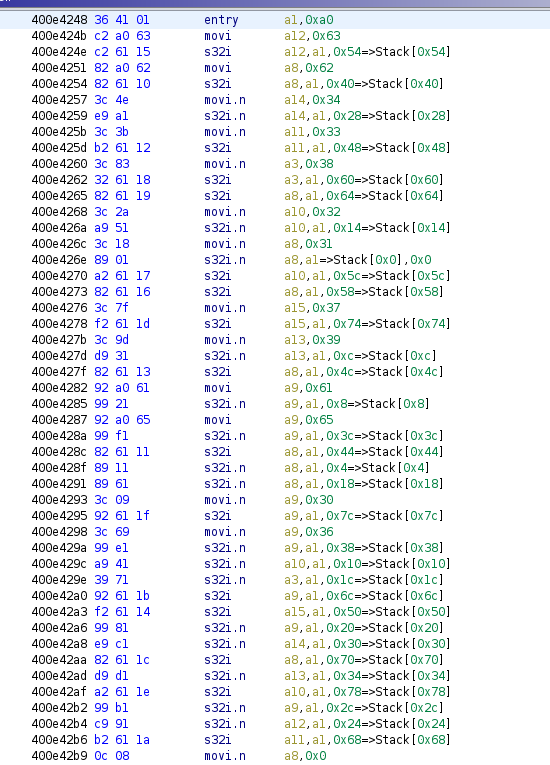 400e4248 36 41 01 entry a1,0xa0
400e424b c2 a0 63 movi a12,0x63
400e424e c2 61 15 s32i a12,a1,0x54=>Stack[0x54]
400e4251 82 a0 62 movi a8,0x62
400e4254 82 61 10 s32i a8,a1,0x40=>Stack[0x40]
400e4257 3c 4e movi.n a14,0x34
400e4259 e9 a1 s32i.n a14,a1,0x28=>Stack[0x28]
400e425b 3c 3b movi.n a11,0x33
400e425d b2 61 12 s32i a11,a1,0x48=>Stack[0x48]
400e4260 3c 83 movi.n a3,0x38
400e4262 32 61 18 s32i a3,a1,0x60=>Stack[0x60]
400e4265 82 61 19 s32i a8,a1,0x64=>Stack[0x64]
400e4268 3c 2a movi.n a10,0x32
400e426a a9 51 s32i.n a10,a1,0x14=>Stack[0x14]
400e426c 3c 18 movi.n a8,0x31
400e426e 89 01 s32i.n a8,a1=>Stack[0x0],0x0
400e4270 a2 61 17 s32i a10,a1,0x5c=>Stack[0x5c]
400e4273 82 61 16 s32i a8,a1,0x58=>Stack[0x58]
400e4276 3c 7f movi.n a15,0x37
400e4278 f2 61 1d s32i a15,a1,0x74=>Stack[0x74]
400e427b 3c 9d movi.n a13,0x39
400e427d d9 31 s32i.n a13,a1,0xc=>Stack[0xc]
400e427f 82 61 13 s32i a8,a1,0x4c=>Stack[0x4c]
400e4282 92 a0 61 movi a9,0x61
400e4285 99 21 s32i.n a9,a1,0x8=>Stack[0x8]
400e4287 92 a0 65 movi a9,0x65
400e428a 99 f1 s32i.n a9,a1,0x3c=>Stack[0x3c]
400e428c 82 61 11 s32i a8,a1,0x44=>Stack[0x44]
400e428f 89 11 s32i.n a8,a1,0x4=>Stack[0x4]
400e4291 89 61 s32i.n a8,a1,0x18=>Stack[0x18]
400e4293 3c 09 movi.n a9,0x30
400e4295 92 61 1f s32i a9,a1,0x7c=>Stack[0x7c]
400e4298 3c 69 movi.n a9,0x36
400e429a 99 e1 s32i.n a9,a1,0x38=>Stack[0x38]
400e429c a9 41 s32i.n a10,a1,0x10=>Stack[0x10]
400e429e 39 71 s32i.n a3,a1,0x1c=>Stack[0x1c]
400e42a0 92 61 1b s32i a9,a1,0x6c=>Stack[0x6c]
400e42a3 f2 61 14 s32i a15,a1,0x50=>Stack[0x50]
400e42a6 99 81 s32i.n a9,a1,0x20=>Stack[0x20]
400e42a8 e9 c1 s32i.n a14,a1,0x30=>Stack[0x30]
400e42aa 82 61 1c s32i a8,a1,0x70=>Stack[0x70]
400e42ad d9 d1 s32i.n a13,a1,0x34=>Stack[0x34]
400e42af a2 61 1e s32i a10,a1,0x78=>Stack[0x78]
400e42b2 99 b1 s32i.n a9,a1,0x2c=>Stack[0x2c]
400e42b4 c9 91 s32i.n a12,a1,0x24=>Stack[0x24]
400e42b6 b2 61 1a s32i a11,a1,0x68=>Stack[0x68]
400e42b9 0c 08 movi.n a8,0x0